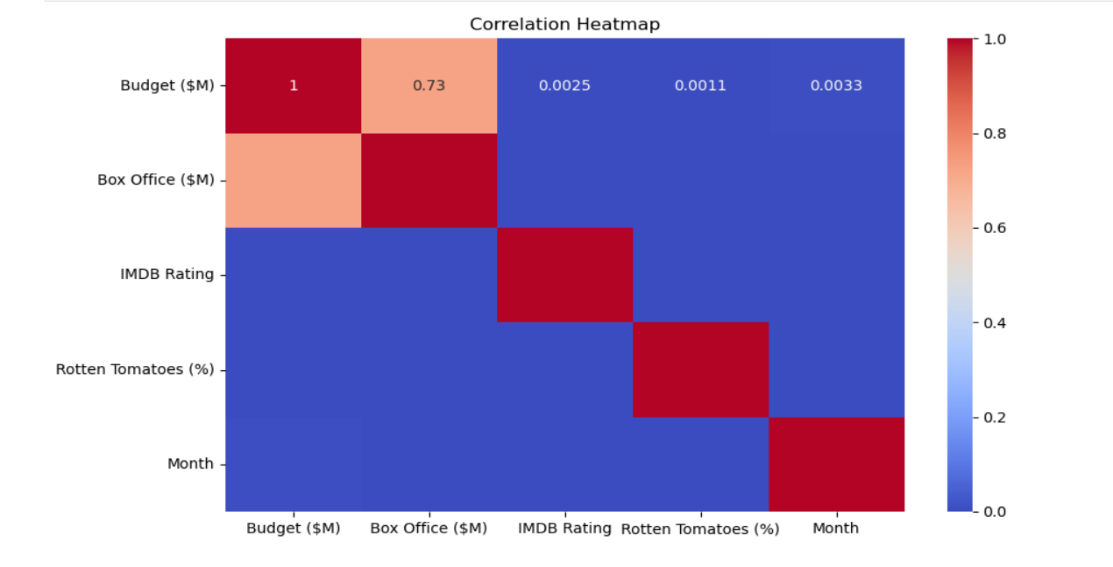 Correlation Heatmap
Budget ($M) 1 0.73 0.0025 0.0011 0.0033
Box Office ($M)
IMDB Rating
Rotten Tomatoes (%)
Month
Budget ($M) Box Office ($M) IMDB Rating Rotten Tomatoes (%) Month
1.0
0.8
0.6
0.4
0.2
0.0